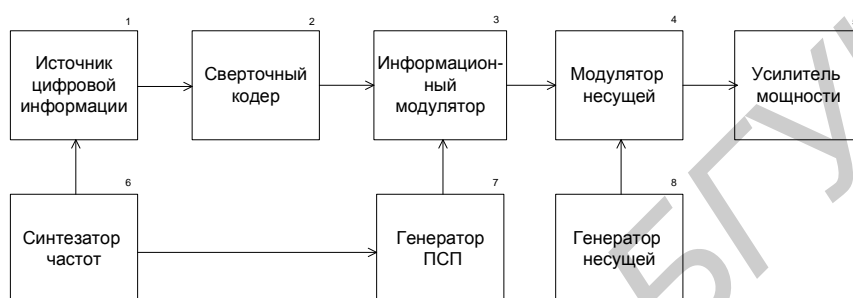 1
Источник
цифровой
информации
2
Сверточный
кодер
3
Информацион-
ный
модулятор
4
Модулятор
несущей
Усилитель
мощности
6
Синтезатор
частот
7
Генератор
ПСП
8
Генератор
несущей
БГУ